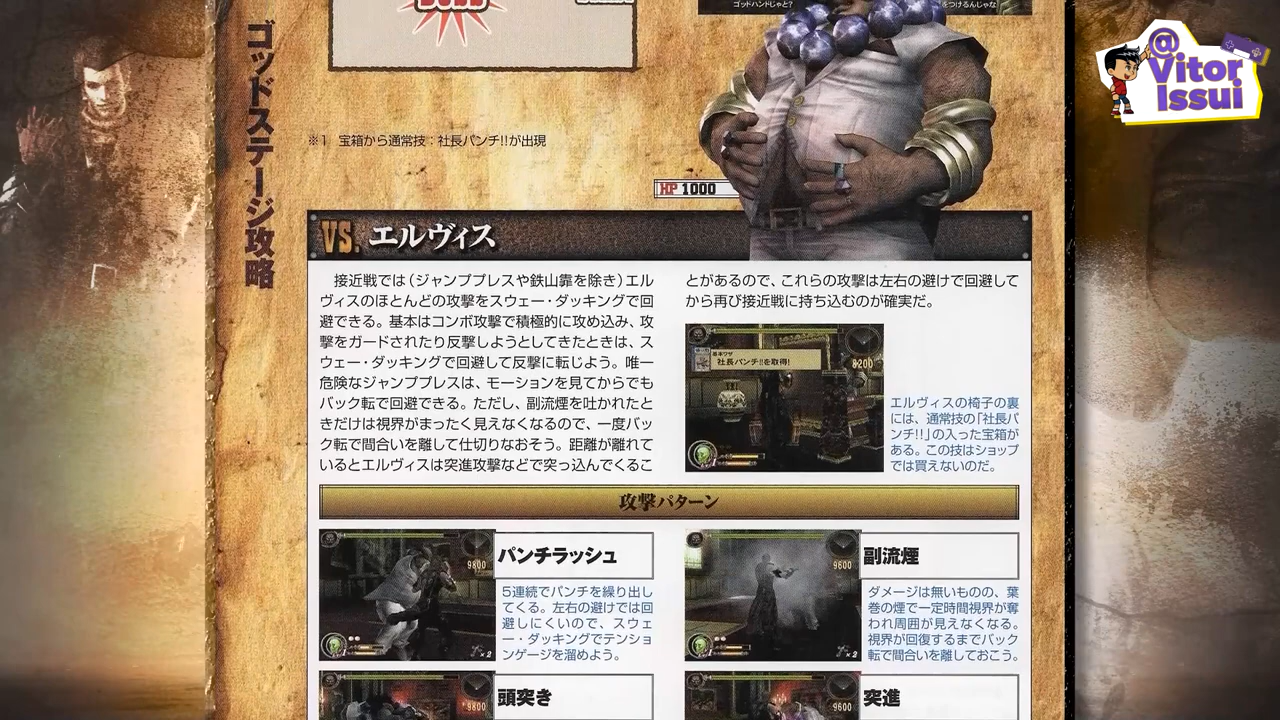 ゴッドステージ攻略
ゴッドハンドじゃと?
をつけるんじゃな
@
Vitor
Issui
※1 宝箱から通常技:社長パンチ!!が出現
HP 1000
VS. エルヴィス
接近戦では(ジャンププレスや鉄山靠を除き)エル
ヴィスのほとんどの攻撃をスウェー・ダッキングで回
避できる。基本はコンボ攻撃で積極的に攻め込み、攻
撃をガードされたり反撃しようとしてきたときは、ス
ウェー・ダッキングで回避して反撃に転じよう。唯一
危険なジャンププレスは、モーションを見てからでも
バック転で回避できる。ただし、副流煙を吐かれたと
きだけは視界がまったく見えなくなるので、一度バッ
ク転で間合いを離して仕切りなおそう。距離が離れて
いるとエルヴィスは突進攻撃などで突っ込んでくるこ
とがあるので、これらの攻撃は左右の避けで回避して
から再び接近戦に持ち込むのが確実だ。
社長パンチ!!を取得!
8200
エルヴィスの椅子の裏
には、通常技の「社長パ
ンチ!!」の入った宝箱が
ある。この技はショップ
では買えないのだ。
攻撃パターン
9800
パンチラッシュ
5連続でパンチを繰り出し
てくる。左右の避けでは回
避しにくいので、スウェ
ー・ダッキングでテンショ
ンゲージを溜めよう。
×2
9600
副流煙
ダメージは無いものの、葉
巻の煙で一定時間視界が奪
われ周囲が見えなくなる。
視界が回復するまでバック
転で間合いを離しておこう。
×2
9800
頭突き
9600
突進